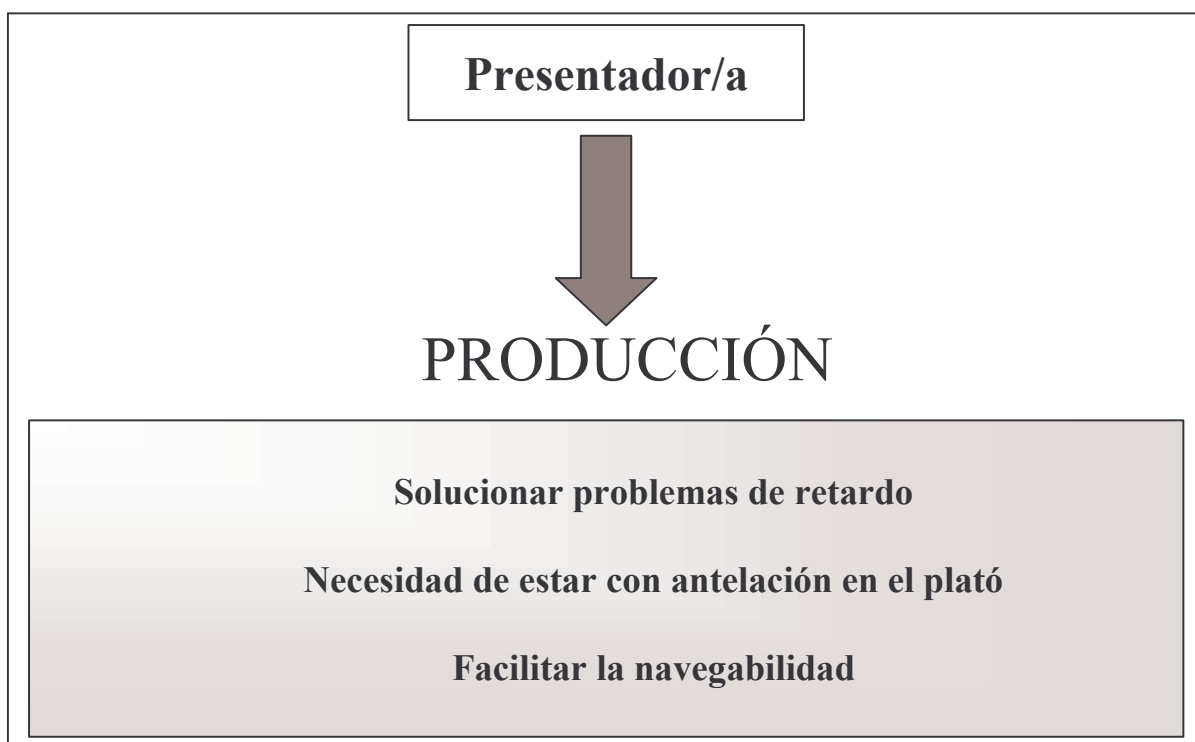 Presentador/a
PRODUCCIÓN
Solucionar problemas de retardo
Necesidad de estar con antelación en el plató
Facilitar la navegabilidad